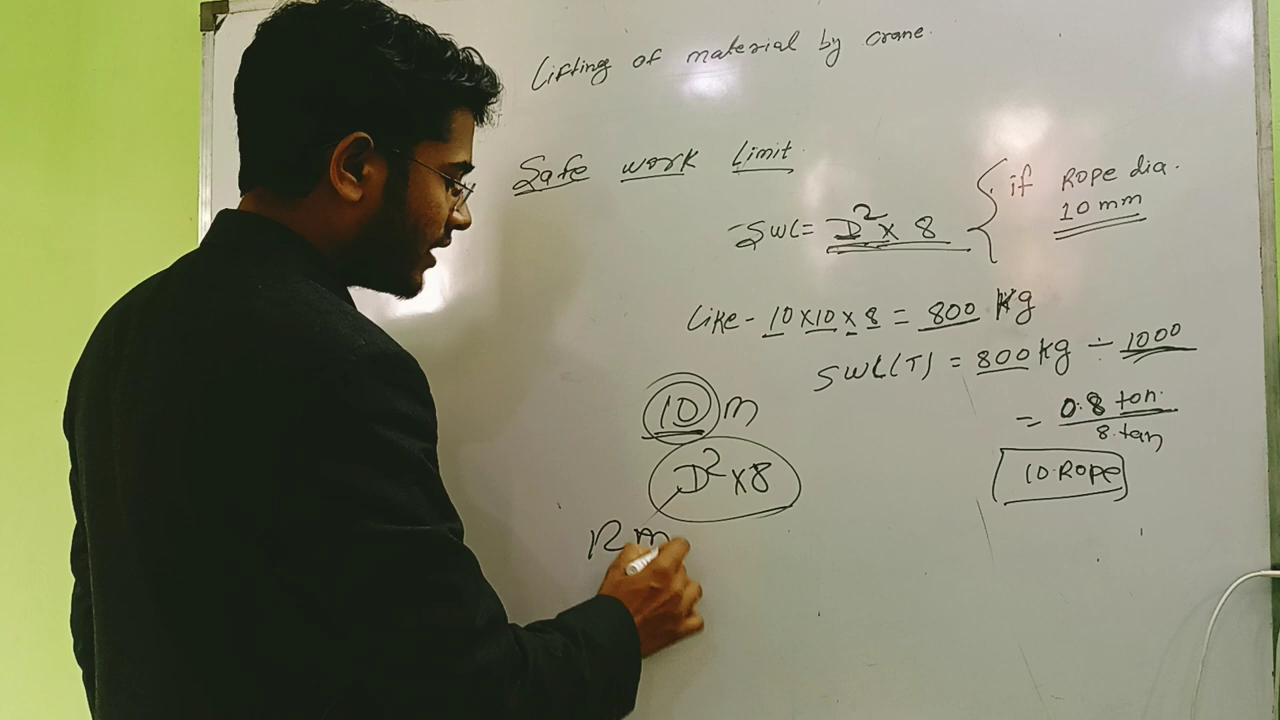 Lifting of material by crane.
Safe work Limit.
- SWL = D² x 8 { if Rope dia. 10 mm
Like - 10 x 10 x 8 = 800 Kg
SWL(T) = 800 kg ÷ 1000
= 0.8 ton.
8.tan
10.Rope
10 m
D² x 8
12 m